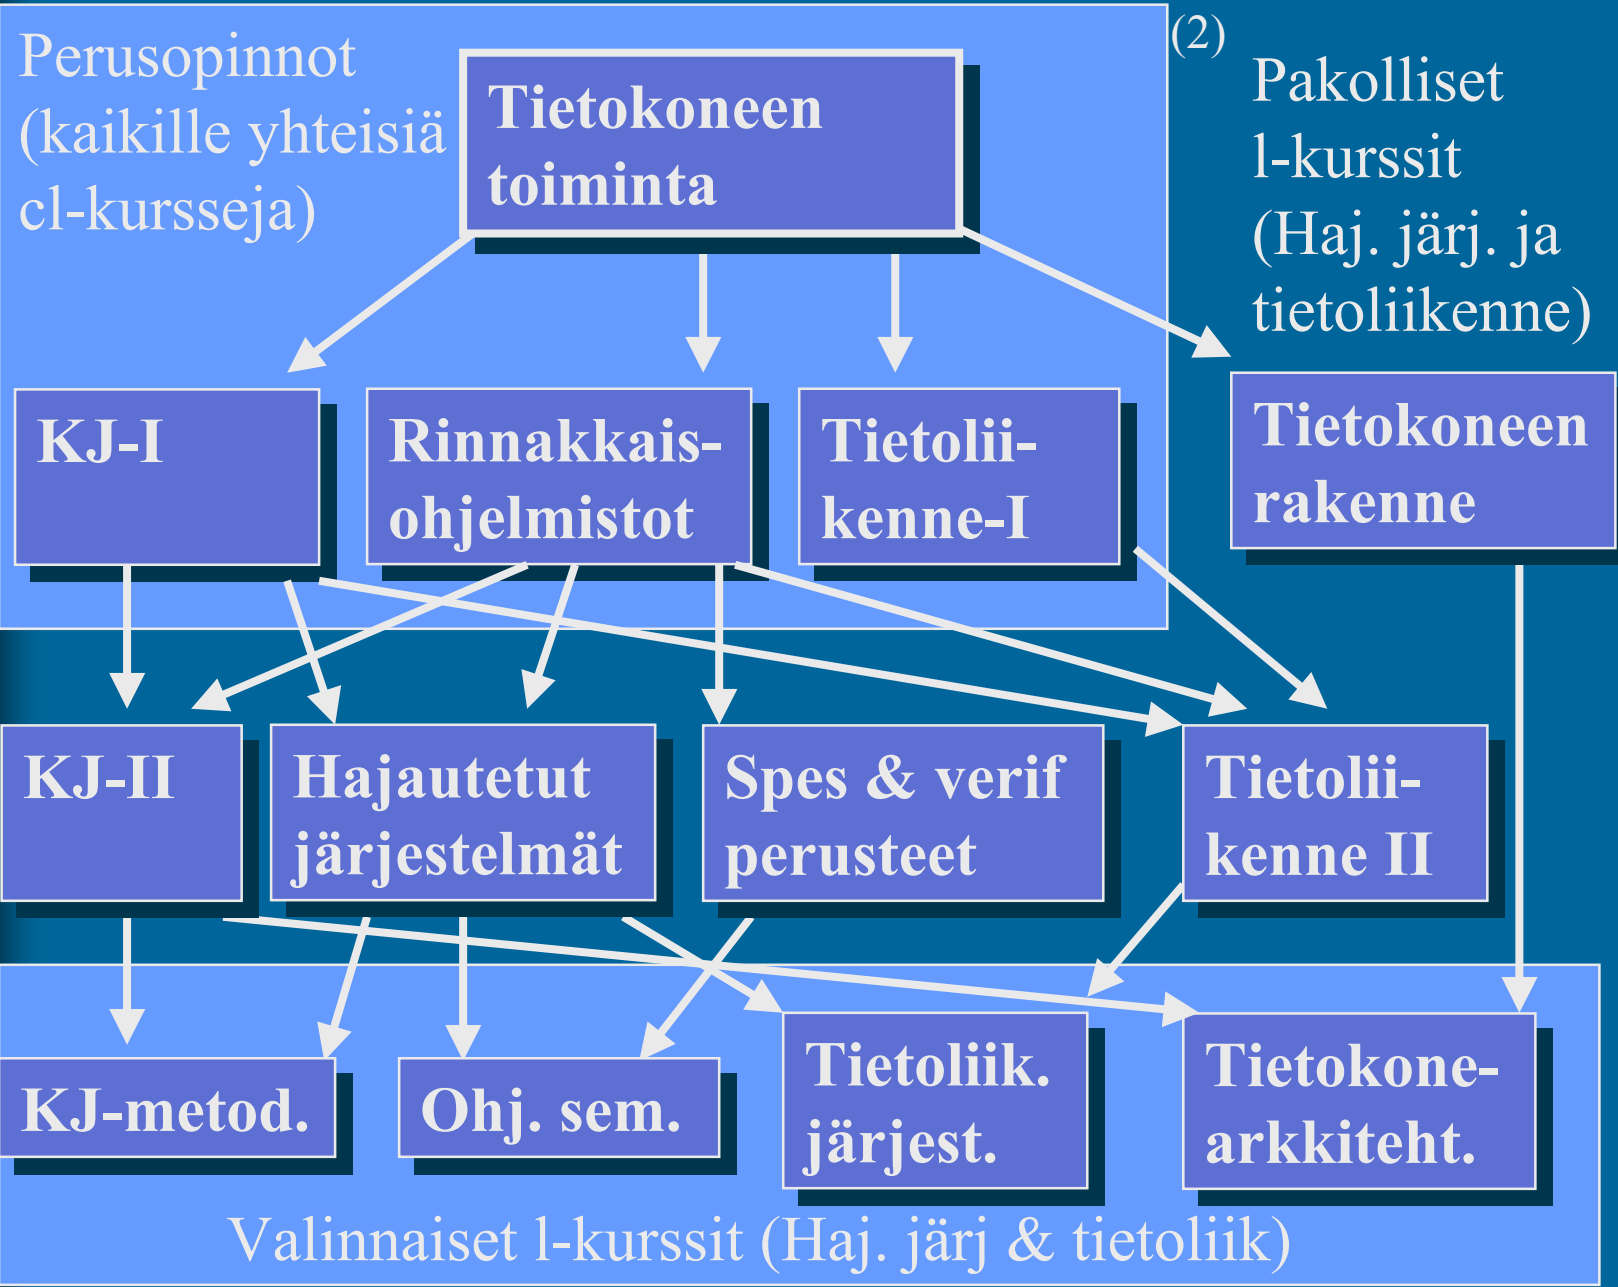 Perusopinnot
(kaikille yhteisiä
cl-kursseja)
(2)
Tietokoneen
toiminta
Pakolliset
l-kurssit
(Haj. järj. ja
tietoliikenne)
KJ-I
Rinnakkais-
ohjelmistot
Tietolii-
kenne-I
Tietokoneen
rakenne
KJ-II
Hajautetut
järjestelmät
Spes & verif
perusteet
Tietolii-
kenne II
KJ-metod.
Ohj. sem.
Tietoliik.
järjest.
Tietokone-
arkkiteht.
Valinnaiset l-kurssit (Haj. järj & tietoliik)